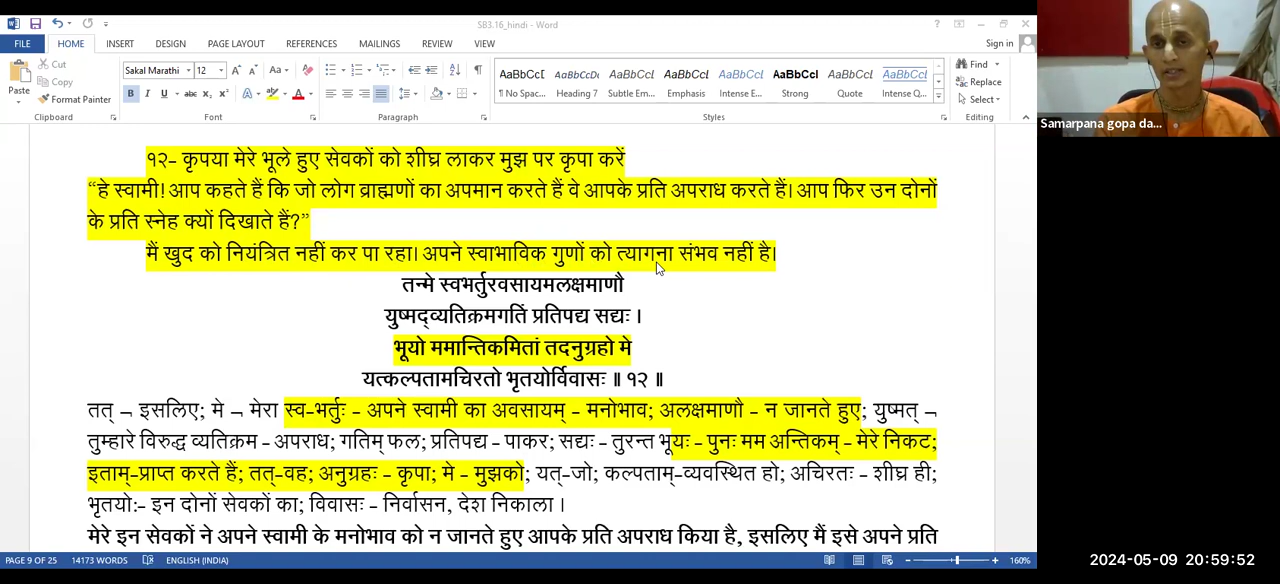 SB3.16_hindi - Word
FILE HOME INSERT DESIGN PAGE LAYOUT REFERENCES MAILINGS REVIEW VIEW Sign in
Paste Cut Copy Format Painter Clipboard
Sakal Marathi 12 Font
Paragraph
AaBbCcD AaBbCcDc AaBbCcL AaBbCcL AaBbCcL AaBbCcI AaBbCcL AaBbCcL
¶ No Spac... Heading 7 Subtle Em... Emphasis Intense E... Strong Quote Intense Q...
Styles
Find Replace Select Editing
Samarpana gopa da...
१२- कृपया मेरे भूले हुए सेवकों को शीघ्र लाकर मुझ पर कृपा करें
“हे स्वामी! आप कहते हैं कि जो लोग व्राह्मणों का अपमान करते हैं वे आपके प्रति अपराध करते हैं। आप फिर उन दोनों
के प्रति स्नेह क्यों दिखाते हैं?”
मैं खुद को नियंत्रित नहीं कर पा रहा। अपने स्वाभाविक गुणों को त्यागना संभव नहीं है।
तन्मे स्वभर्तुरवसायमलक्षमाणौ
युष्मद्व्यतिक्रमगतिं प्रतिपद्य सद्यः ।
भूयो ममान्तिकमितां तदनुग्रहो मे
यत्कल्पतामचिरतो भृतयोर्विवासः ॥ १२ ॥
तत् ¬ इसलिए; मे ¬ मेरा स्व-भर्तुः - अपने स्वामी का अवसायम् - मनोभाव; अलक्षमाणौ - न जानते हुए; युष्मत् ¬
तुम्हारे विरुद्ध व्यतिक्रम - अपराध; गतिम् फल; प्रतिपद्य - पाकर; सद्यः - तुरन्त भूयः - पुनः मम अन्तिकम् - मेरे निकट;
इताम्-प्राप्त करते हैं; तत्-वह; अनुग्रहः - कृपा; मे - मुझको; यत्-जो; कल्पताम्-व्यवस्थित हो; अचिरतः - शीघ्र ही;
भृतयो:- इन दोनों सेवकों का; विवासः - निर्वासन, देश निकाला ।
मेरे इन सेवकों ने अपने स्वामी के मनोभाव को न जानते हुए आपके प्रति अपराध किया है, इसलिए मैं इसे अपने प्रति
PAGE 9 OF 25 14173 WORDS ENGLISH (INDIA) 160%
2024-05-09 20:59:52